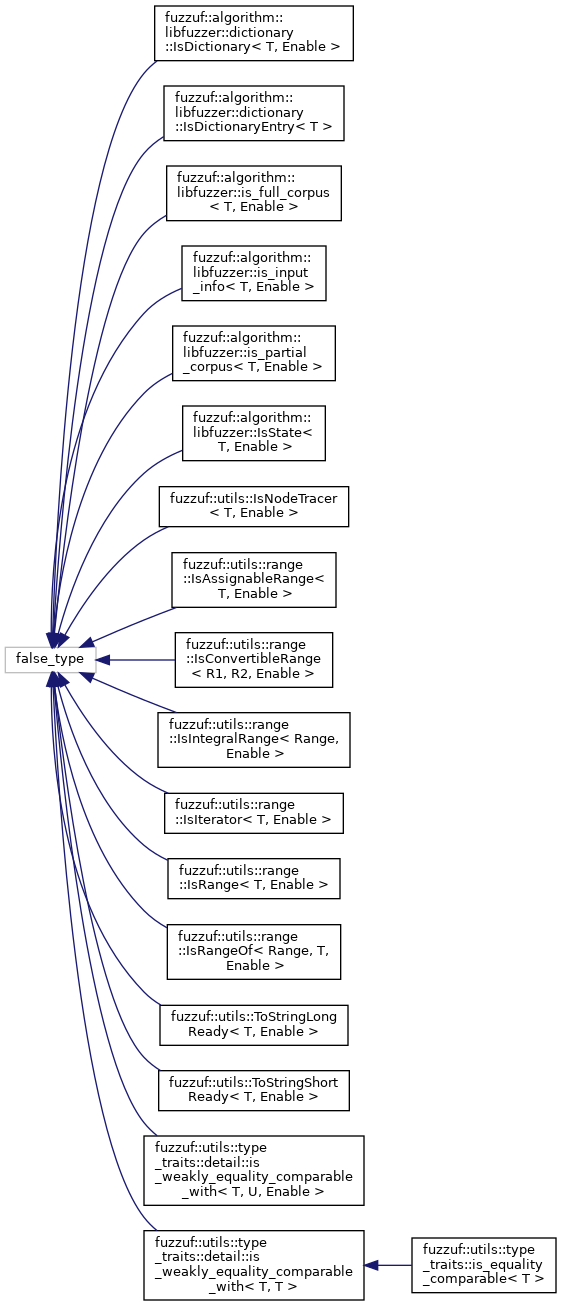 fuzzuf::algorithm::
libfuzzer::dictionary
::IsDictionary< T, Enable >
fuzzuf::algorithm::
libfuzzer::dictionary
::IsDictionaryEntry< T >
fuzzuf::algorithm::
libfuzzer::is_full_corpus
< T, Enable >
fuzzuf::algorithm::
libfuzzer::is_input
_info< T, Enable >
fuzzuf::algorithm::
libfuzzer::is_partial
_corpus< T, Enable >
fuzzuf::algorithm::
libfuzzer::IsState<
T, Enable >
fuzzuf::utils::IsNodeTracer
< T, Enable >
fuzzuf::utils::range
::IsAssignableRange<
T, Enable >
false_type
fuzzuf::utils::range
::IsConvertibleRange
< R1, R2, Enable >
fuzzuf::utils::range
::IsIntegralRange< Range,
Enable >
fuzzuf::utils::range
::IsIterator< T, Enable >
fuzzuf::utils::range
::IsRange< T, Enable >
fuzzuf::utils::range
::IsRangeOf< Range, T,
Enable >
fuzzuf::utils::ToStringLong
Ready< T, Enable >
fuzzuf::utils::ToStringShort
Ready< T, Enable >
fuzzuf::utils::type
_traits::detail::is
_weakly_equality_comparable
_with< T, U, Enable >
fuzzuf::utils::type
_traits::detail::is
_weakly_equality_comparable
_with< T, T >
fuzzuf::utils::type
_traits::is_equality
_comparable< T >